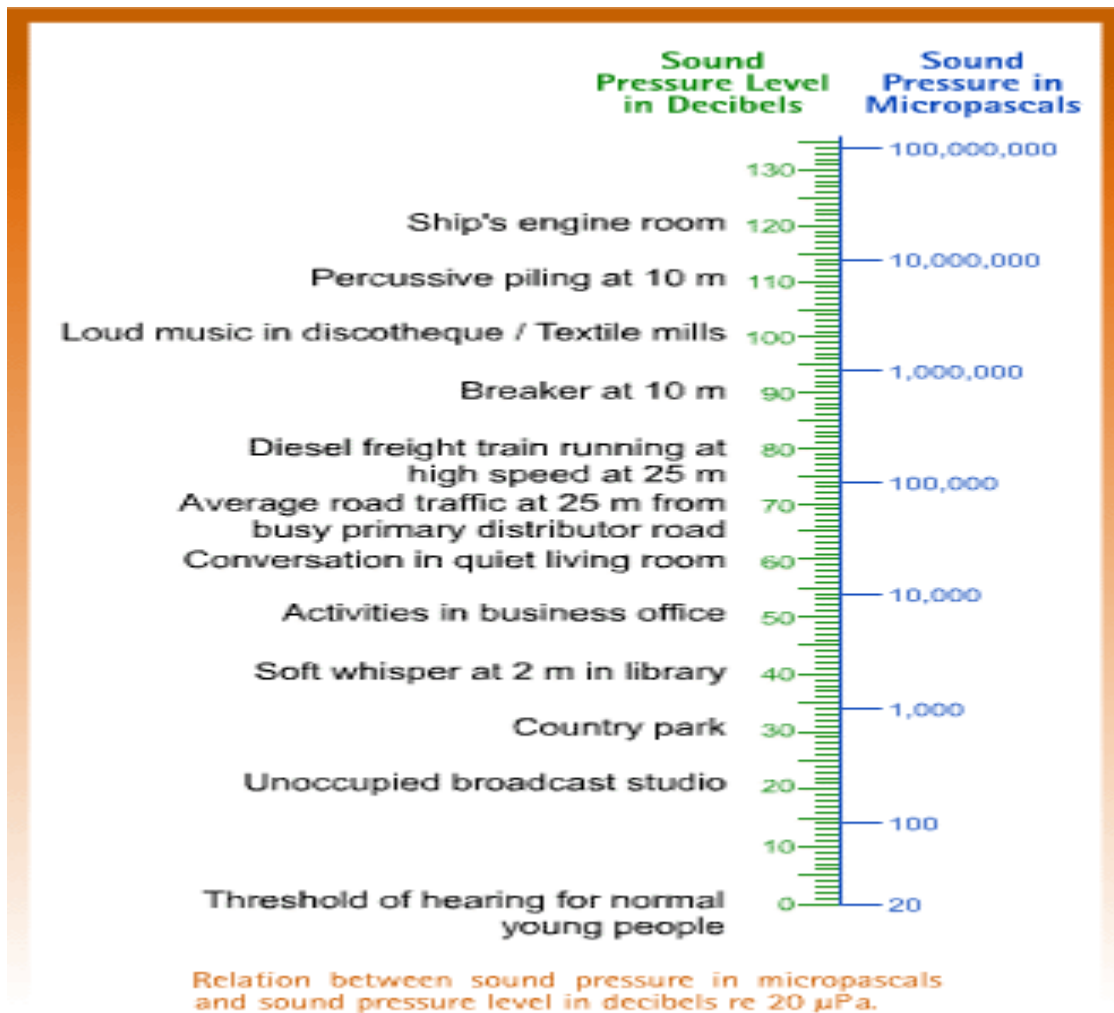 Sound
Pressure Level
in Decibels
Sound
Pressure in
Micropascals
100,000,000
130
Ship's engine room 120
10,000,000
Percussive piling at 10 m 110
Loud music in discotheque / Textile mills 100
1,000,000
Breaker at 10 m 90
Diesel freight train running at 80
high speed at 25 m
100,000
Average road traffic at 25 m from 70
busy primary distributor road
Conversation in quiet living room 60
10,000
Activities in business office 50
Soft whisper at 2 m in library 40
1,000
Country park 30
Unoccupied broadcast studio 20
100
10
Threshold of hearing for normal 0 20
young people
Relation between sound pressure in micropascals
and sound pressure level in decibels re 20 µPa.